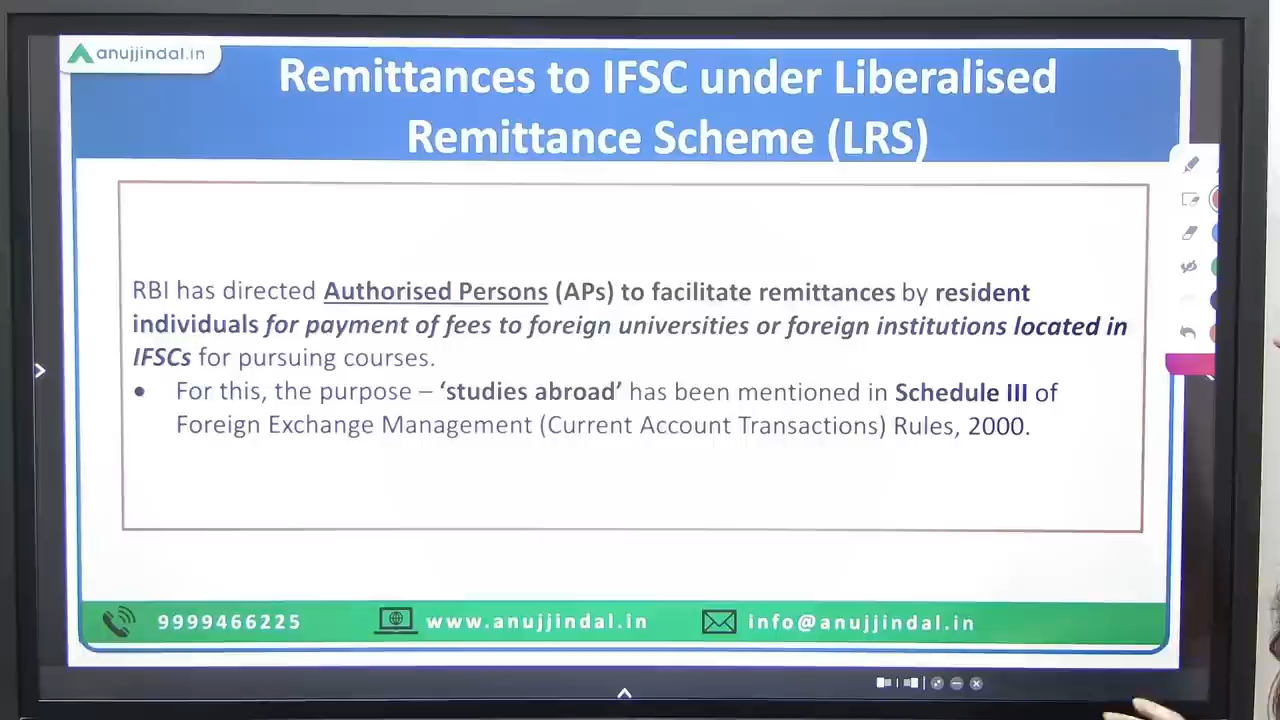 anujjindal.in
Remittances to IFSC under Liberalised
Remittance Scheme (LRS)
RBI has directed Authorised Persons (APs) to facilitate remittances by resident
individuals for payment of fees to foreign universities or foreign institutions located in
IFSCs for pursuing courses.
• For this, the purpose – ‘studies abroad’ has been mentioned in Schedule III of
Foreign Exchange Management (Current Account Transactions) Rules, 2000.
9999466225 www.anujjindal.in info@anujjindal.in